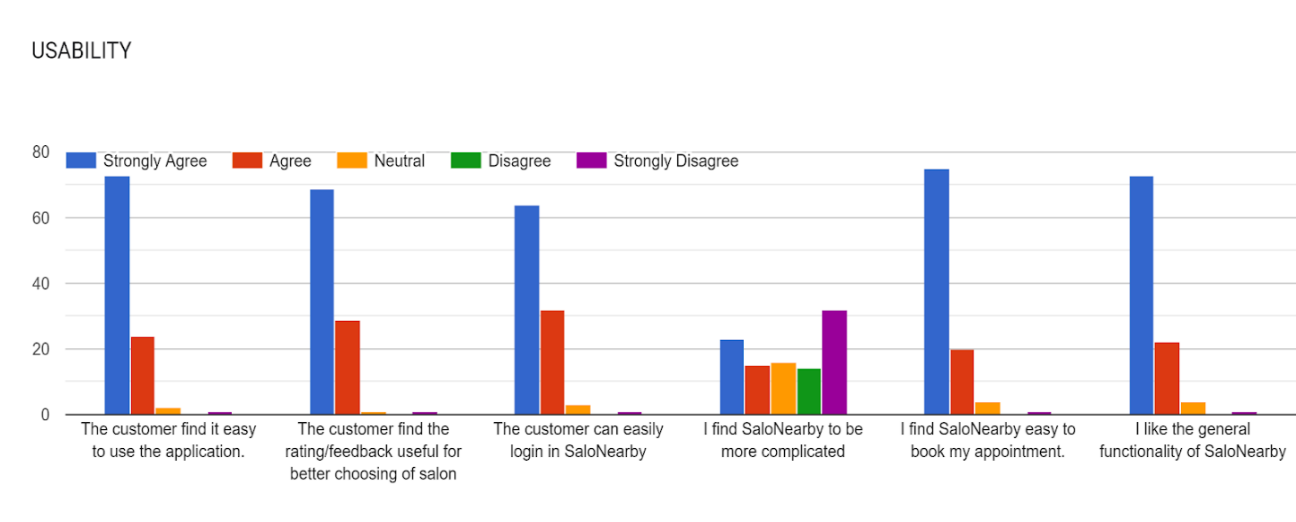 USABILITY
80
Strongly Agree
Agree
Neutral
Disagree
Strongly Disagree
60
40
20
0
The customer find it easy
to use the application.
The customer find the
rating/feedback useful for
better choosing of salon
The customer can easily
login in SaloNearby
I find SaloNearby to be
more complicated
I find SaloNearby easy to
book my appointment.
I like the general
functionality of SaloNearby